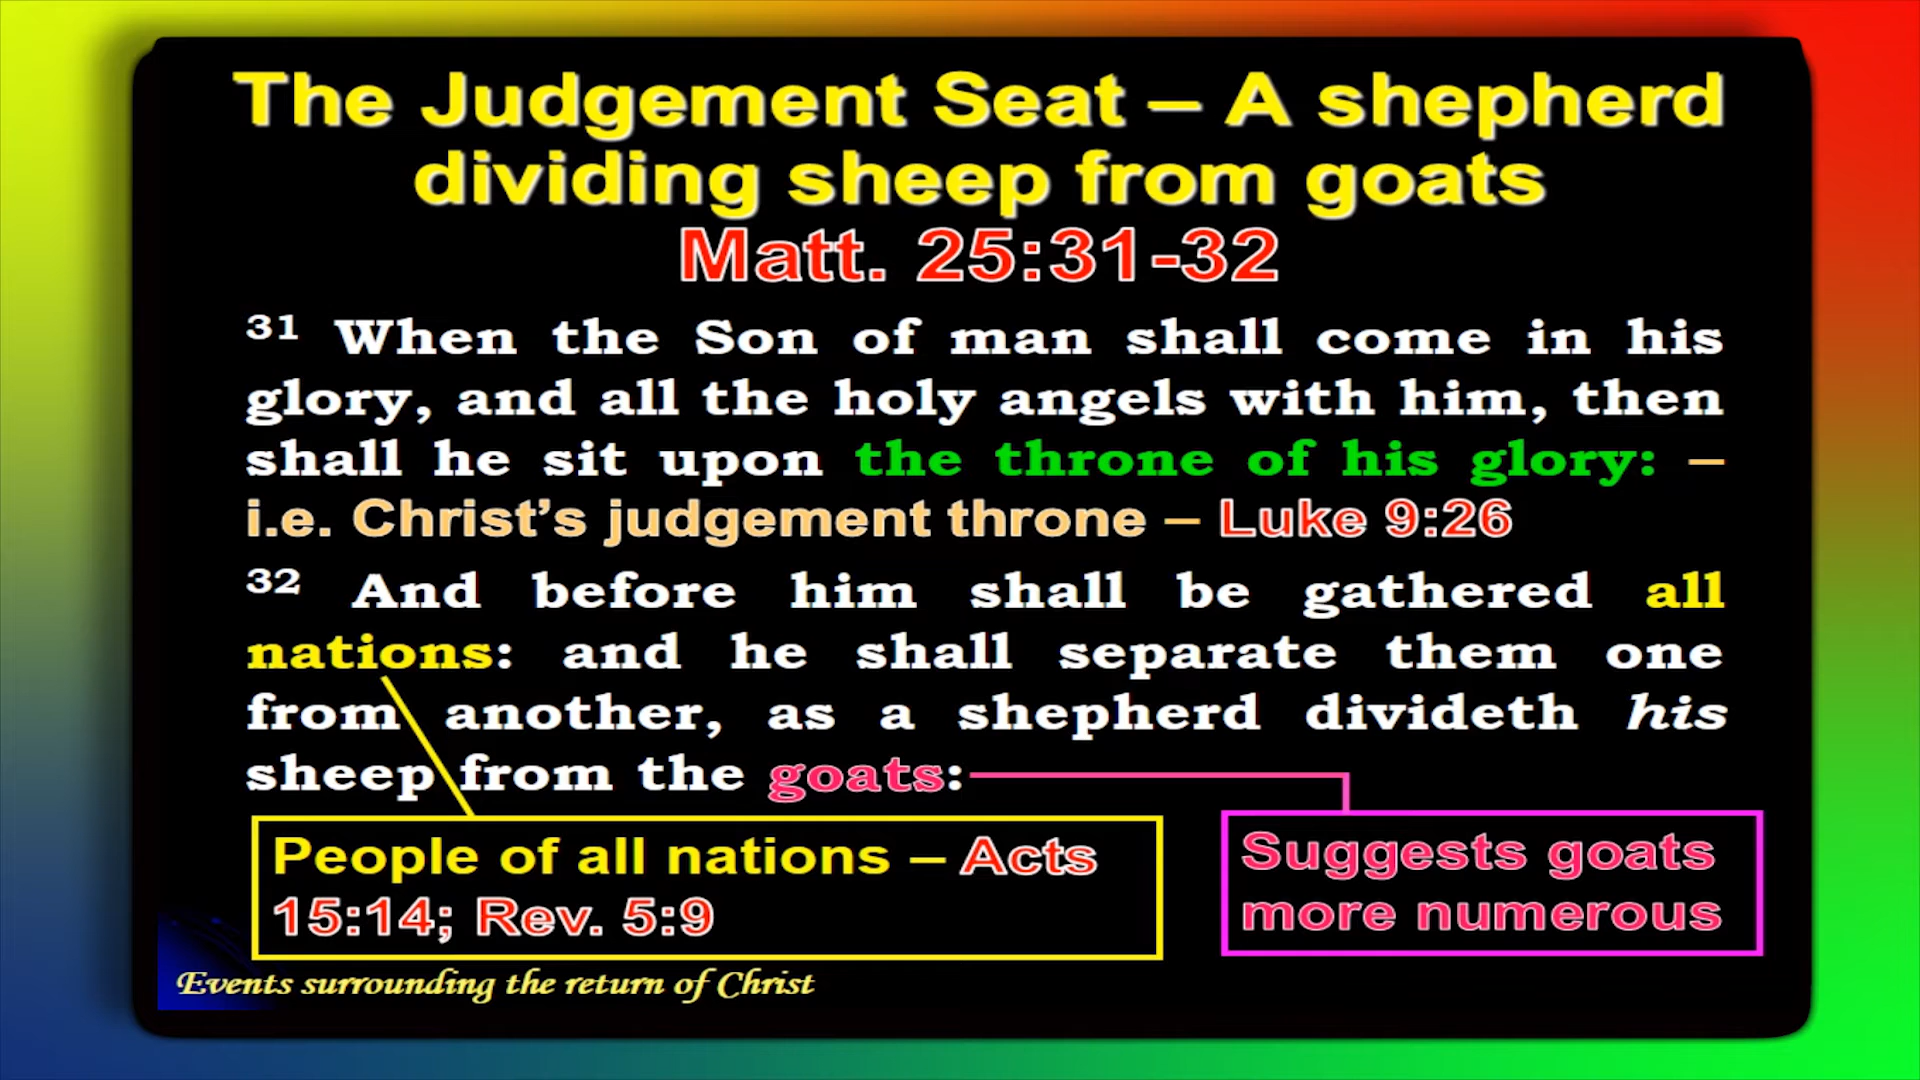 The Judgement Seat – A shepherd
dividing sheep from goats
Matt. 25:31-32
31 When the Son of man shall come in his
glory, and all the holy angels with him, then
shall he sit upon the throne of his glory: –
i.e. Christ’s judgement throne – Luke 9:26
32 And before him shall be gathered all
nations: and he shall separate them one
from another, as a shepherd divideth his
sheep from the goats:
People of all nations – Acts
15:14; Rev. 5:9
Suggests goats
more numerous
Events surrounding the return of Christ